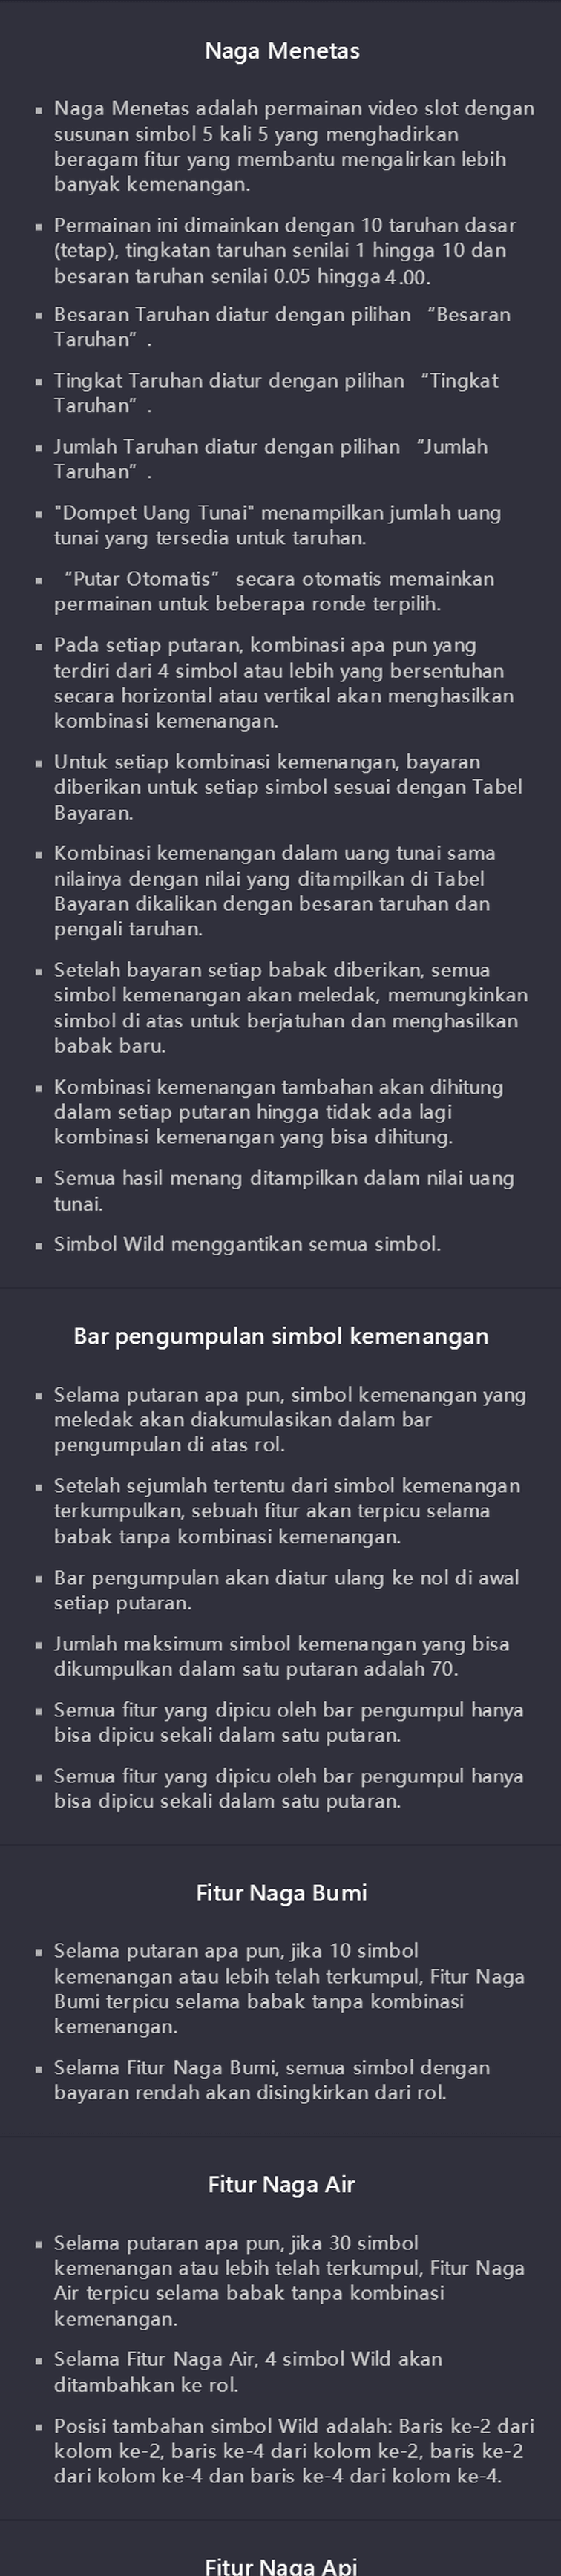 Naga Menetas
▪ Naga Menetas adalah permainan video slot dengan
susunan simbol 5 kali 5 yang menghadirkan
beragam fitur yang membantu mengalirkan lebih
banyak kemenangan.
▪ Permainan ini dimainkan dengan 10 taruhan dasar
(tetap), tingkatan taruhan senilai 1 hingga 10 dan
besaran taruhan senilai 0.05 hingga 4.00.
▪ Besaran Taruhan diatur dengan pilihan “Besaran
Taruhan” .
▪ Tingkat Taruhan diatur dengan pilihan “Tingkat
Taruhan” .
▪ Jumlah Taruhan diatur dengan pilihan “Jumlah
Taruhan” .
▪ "Dompet Uang Tunai" menampilkan jumlah uang
tunai yang tersedia untuk taruhan.
▪ “Putar Otomatis” secara otomatis memainkan
permainan untuk beberapa ronde terpilih.
▪ Pada setiap putaran, kombinasi apa pun yang
terdiri dari 4 simbol atau lebih yang bersentuhan
secara horizontal atau vertikal akan menghasilkan
kombinasi kemenangan.
▪ Untuk setiap kombinasi kemenangan, bayaran
diberikan untuk setiap simbol sesuai dengan Tabel
Bayaran.
▪ Kombinasi kemenangan dalam uang tunai sama
nilainya dengan nilai yang ditampilkan di Tabel
Bayaran dikalikan dengan besaran taruhan dan
pengali taruhan.
▪ Setelah bayaran setiap babak diberikan, semua
simbol kemenangan akan meledak, memungkinkan
simbol di atas untuk berjatuhan dan menghasilkan
babak baru.
▪ Kombinasi kemenangan tambahan akan dihitung
dalam setiap putaran hingga tidak ada lagi
kombinasi kemenangan yang bisa dihitung.
▪ Semua hasil menang ditampilkan dalam nilai uang
tunai.
▪ Simbol Wild menggantikan semua simbol.
Bar pengumpulan simbol kemenangan
▪ Selama putaran apa pun, simbol kemenangan yang
meledak akan diakumulasikan dalam bar
pengumpulan di atas rol.
▪ Setelah sejumlah tertentu dari simbol kemenangan
terkumpulkan, sebuah fitur akan terpicu selama
babak tanpa kombinasi kemenangan.
▪ Bar pengumpulan akan diatur ulang ke nol di awal
setiap putaran.
▪ Jumlah maksimum simbol kemenangan yang bisa
dikumpulkan dalam satu putaran adalah 70.
▪ Semua fitur yang dipicu oleh bar pengumpul hanya
bisa dipicu sekali dalam satu putaran.
▪ Semua fitur yang dipicu oleh bar pengumpul hanya
bisa dipicu sekali dalam satu putaran.
Fitur Naga Bumi
▪ Selama putaran apa pun, jika 10 simbol
kemenangan atau lebih telah terkumpul, Fitur Naga
Bumi terpicu selama babak tanpa kombinasi
kemenangan.
▪ Selama Fitur Naga Bumi, semua simbol dengan
bayaran rendah akan disingkirkan dari rol.
Fitur Naga Air
▪ Selama putaran apa pun, jika 30 simbol
kemenangan atau lebih telah terkumpul, Fitur Naga
Air terpicu selama babak tanpa kombinasi
kemenangan.
▪ Selama Fitur Naga Air, 4 simbol Wild akan
ditambahkan ke rol.
▪ Posisi tambahan simbol Wild adalah: Baris ke-2 dari
kolom ke-2, baris ke-4 dari kolom ke-2, baris ke-2
dari kolom ke-4 dan baris ke-4 dari kolom ke-4.
Fitur Naga Api